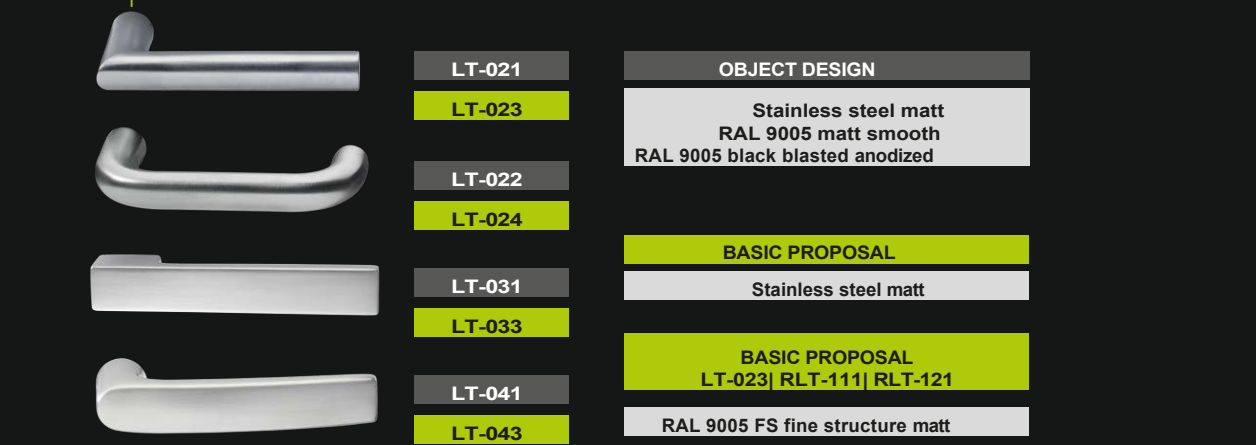 LT-021
LT-023
LT-022
LT-024
LT-031
LT-033
LT-041
LT-043
OBJECT DESIGN
Stainless steel matt
RAL 9005 matt smooth
RAL 9005 black blasted anodized
BASIC PROPOSAL
Stainless steel matt
BASIC PROPOSAL
LT-023| RLT-111| RLT-121
RAL 9005 FS fine structure matt